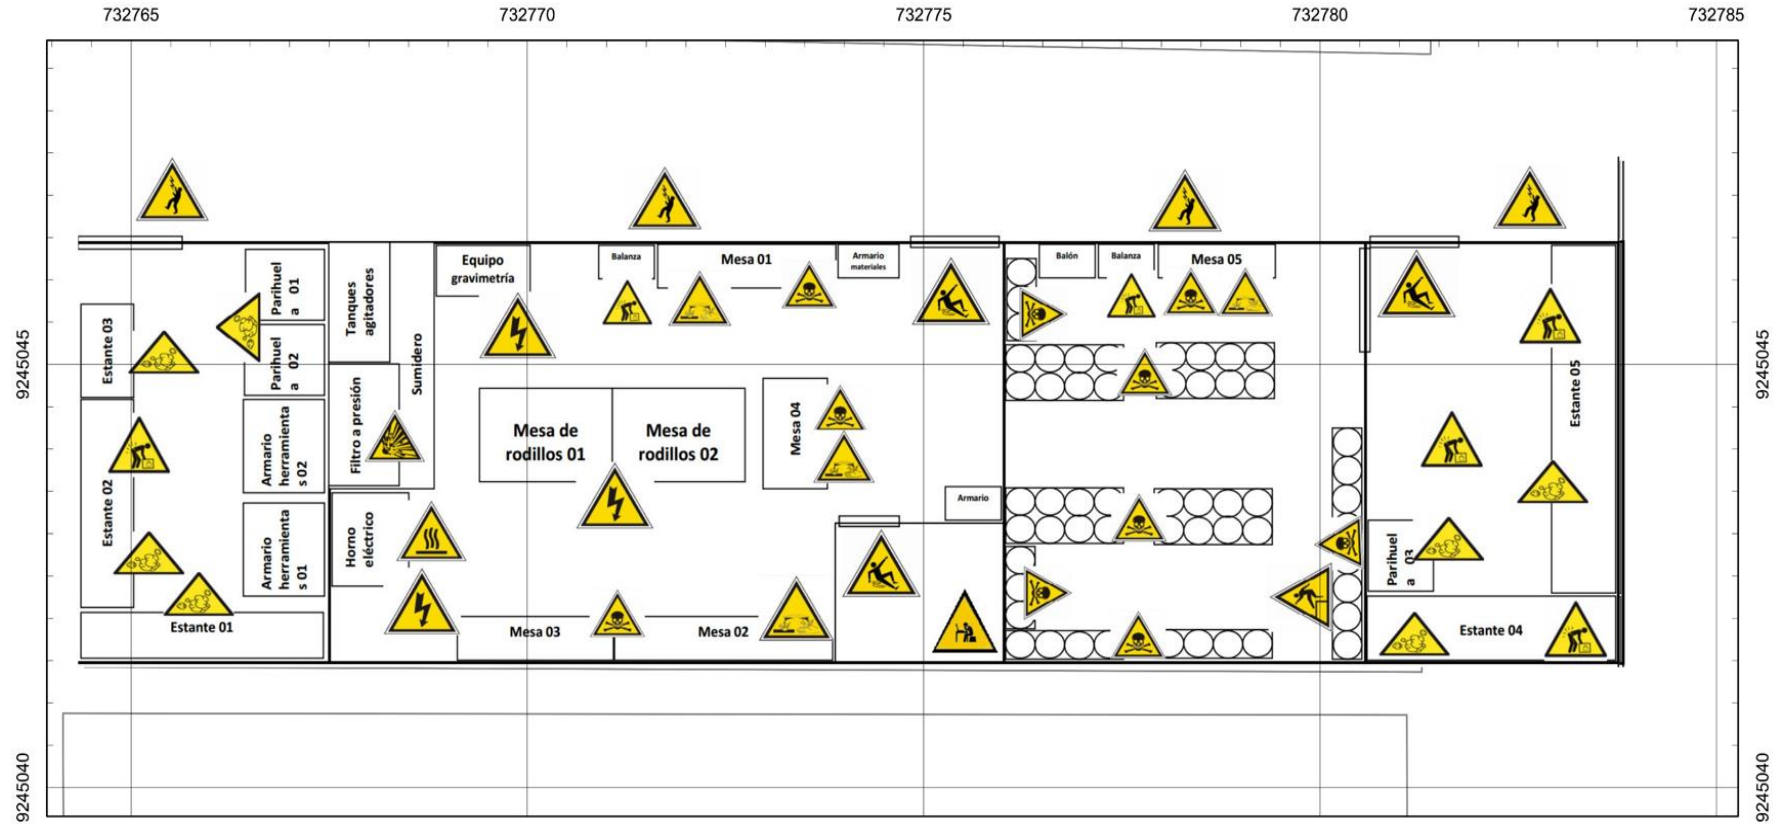 732765
732770
732775
732780
732785
9245045
9245040
9245045
9245040
Estante 03
Estante 02
Estante 01
Parihuel
a 01
Parihuel
a 02
Armario
herramienta
s 02
Armario
herramienta
s 01
Tanques
agitadores
Sumidero
Filtro a presión
Horno
eléctrico
Equipo
gravimetría
Balanza
Mesa 01
Armario
materiales
Mesa de
rodillos 01
Mesa de
rodillos 02
Mesa 04
Armario
Mesa 03
Mesa 02
Balón
Balanza
Mesa 05
Estante 05
Parihuel
a 03
Estante 04